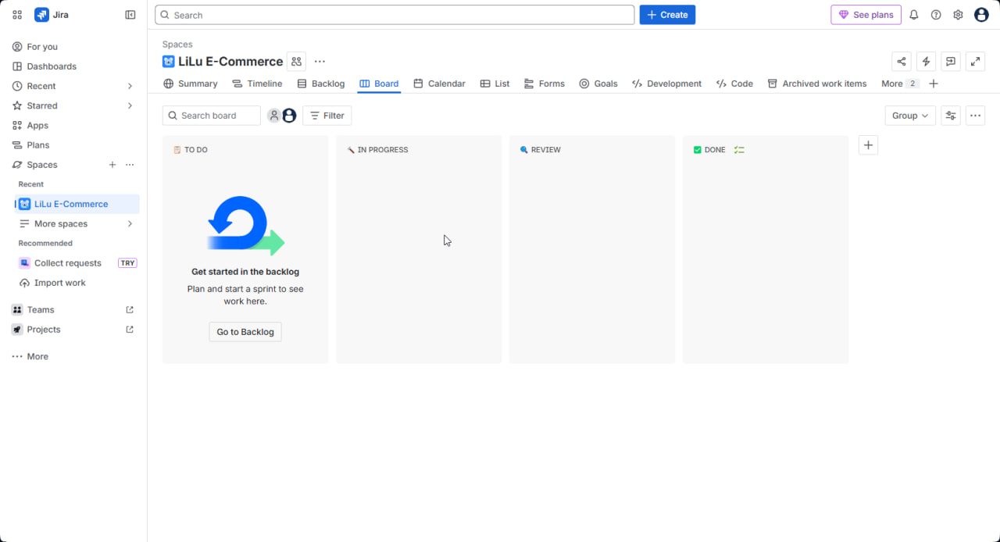 Jira
Search
Create
See plans
For you
Dashboards
Recent
Starred
Apps
Plans
Spaces
Recent
LiLu E-Commerce
More spaces
Recommended
Collect requests TRY
Import work
Teams
Projects
More
Spaces
LiLu E-Commerce
Summary Timeline Backlog Board Calendar List Forms Goals Development Code Archived work items More 2
Search board Filter Group
TO DO
Get started in the backlog
Plan and start a sprint to see
work here.
Go to Backlog
IN PROGRESS
REVIEW
DONE